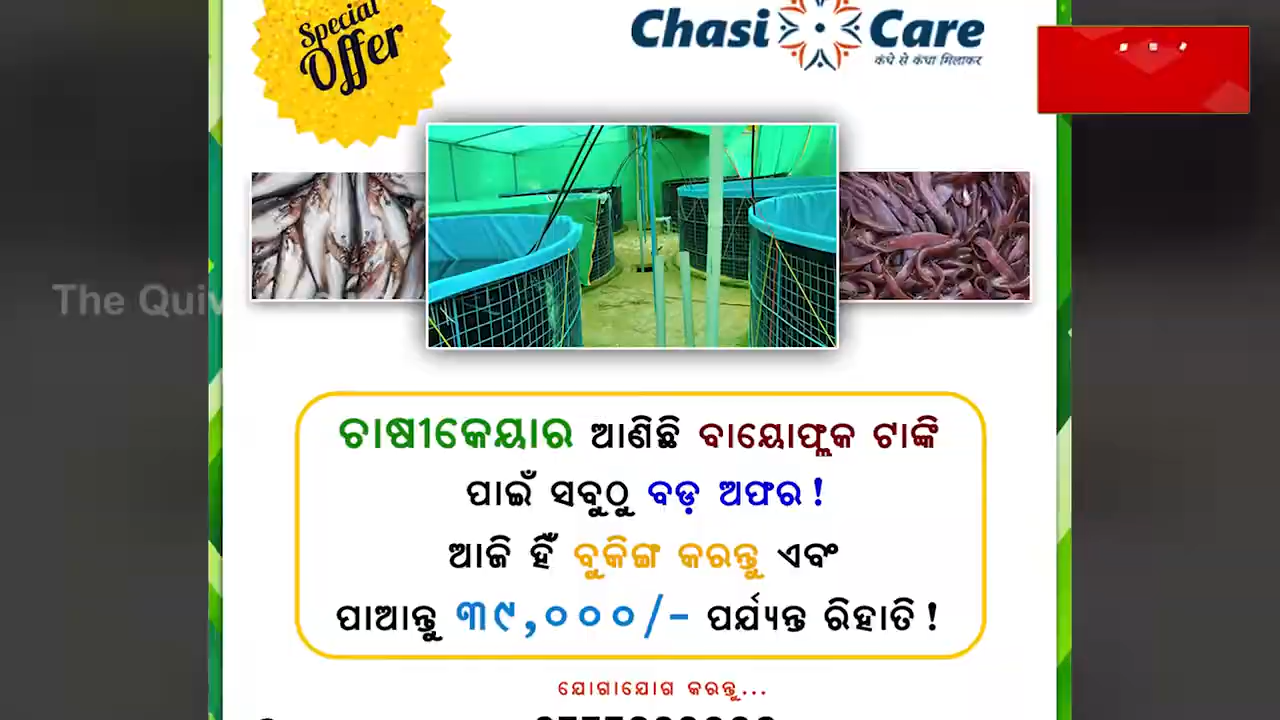 Special
Offer
Chasi Care
कंधे से कंधा मिलाकर
The Quiv
ଚାଷୀକେୟାର ଆଣିଛି ବାୟୋଫ୍ଲକ ଟାଙ୍କି
ପାଇଁ ସବୁଠୁ ବଡ଼ ଅଫର !
ଆଜି ହିଁ ବୁକିଙ୍ଗ କରନ୍ତୁ ଏବଂ
ପାଆନ୍ତୁ ୩୯,୦୦୦/- ପର୍ଯ୍ୟନ୍ତ ରିହାତି !
ଯୋଗାଯୋଗ କରନ୍ତୁ...